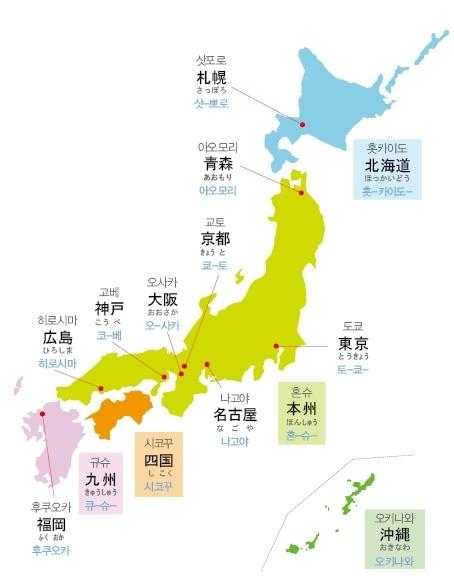 삿포로
札幌
さっぽろ
삿-뽀로
아오모리
青森
あおもり
아오모리
홋카이도
北海道
ほっかいどう
홋-카이도-
교토
京都
きょう と
쿄-토
오사카
大阪
おおさか
오-사카
고베
神戸
こう べ
코-베
히로시마
広島
ひろしま
히로시마
도쿄
東京
とうきょう
토-쿄-
나고야
名古屋
な ご や
나고야
혼슈
本州
ほんしゅう
혼-슈-
시코꾸
四国
し こく
시코꾸
규슈
九州
きゅうしゅう
큐-슈-
후쿠오카
福岡
ふく おか
후쿠오카
오키나와
沖縄
おきなわ
오키나와